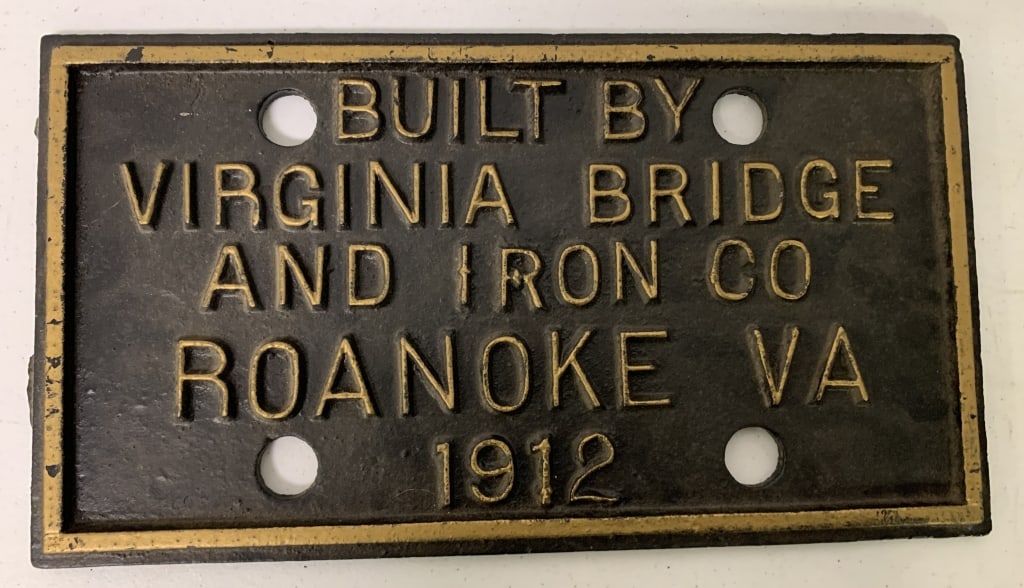 BUILT BY
VIRGINIA BRIDGE
AND IRON CO
ROANOKE VA
1912